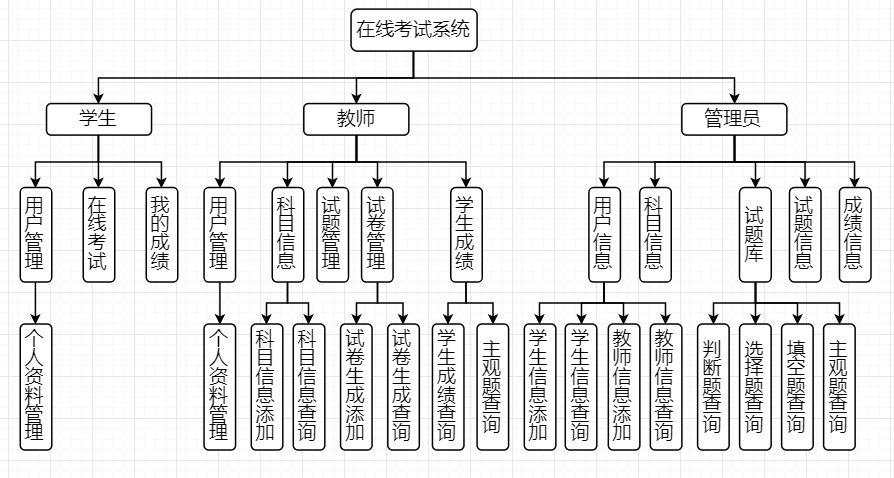 在线考试系统
学生
教师
管理员
用户管理
在线考试
我的成绩
用户管理
科目信息
试题管理
试卷管理
学生成绩
用户信息
科目信息
试题库
试题信息
成绩信息
个人资料管理
个人资料管理
科目信息添加
科目信息查询
试卷生成添加
试卷生成查询
学生成绩查询
主观题查询
学生信息添加
学生信息查询
教师信息添加
教师信息查询
判断题查询
选择题查询
填空题查询
主观题查询